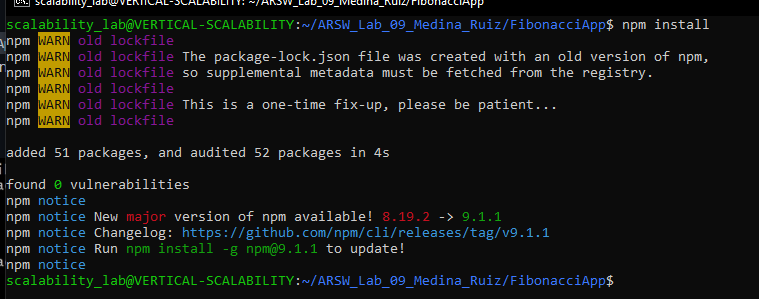 scalability_lab@VERTICAL-SCALABILITY: ~/ARSW_Lab_09_Medina_Ruiz/FibonacciApp
scalability_lab@VERTICAL-SCALABILITY:~/ARSW_Lab_09_Medina_Ruiz/FibonacciApp$ npm install
npm WARN old lockfile
npm WARN old lockfile The package-lock.json file was created with an old version of npm,
npm WARN old lockfile so supplemental metadata must be fetched from the registry.
npm WARN old lockfile
npm WARN old lockfile This is a one-time fix-up, please be patient...
npm WARN old lockfile
added 51 packages, and audited 52 packages in 4s
found 0 vulnerabilities
npm notice
npm notice New major version of npm available! 8.19.2 -> 9.1.1
npm notice Changelog: https://github.com/npm/cli/releases/tag/v9.1.1
npm notice Run npm install -g npm@9.1.1 to update!
npm notice
scalability_lab@VERTICAL-SCALABILITY:~/ARSW_Lab_09_Medina_Ruiz/FibonacciApp$